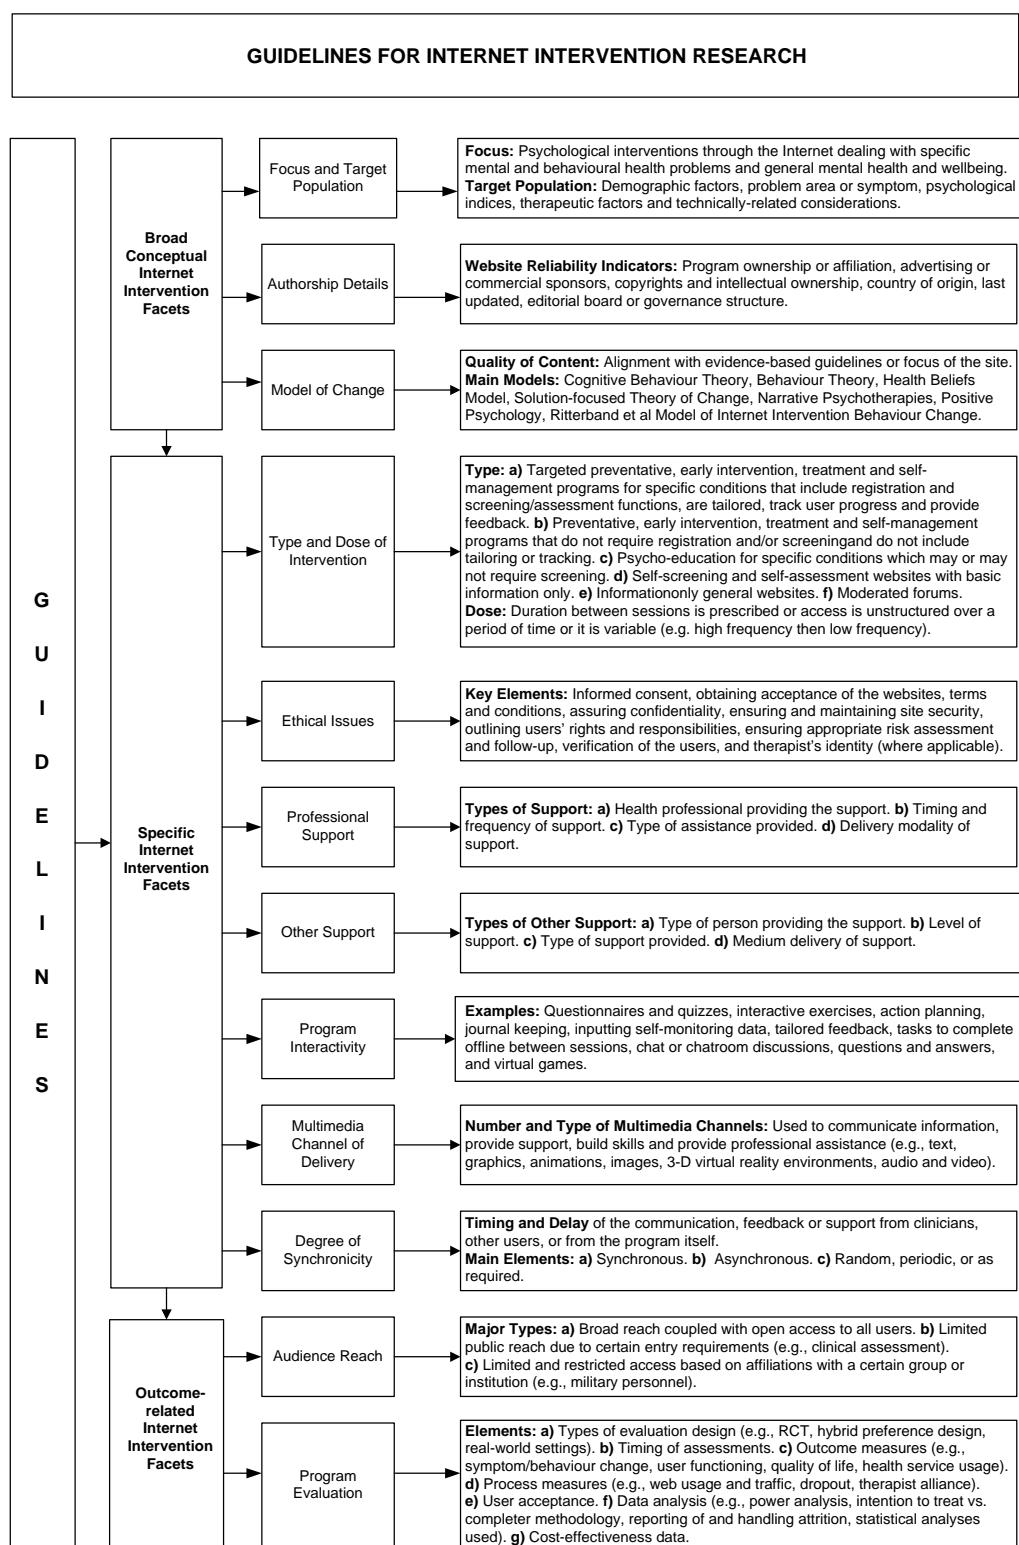 GUIDELINES FOR INTERNET INTERVENTION RESEARCH
G
U
I
D
E
L
I
N
E
S
Broad
Conceptual
Internet
Intervention
Facets
Focus and Target
Population
Focus: Psychological interventions through the Internet dealing with specific
mental and behavioural health problems and general mental health and wellbeing.
Target Population: Demographic factors, problem area or symptom, psychological
indices, therapeutic factors and technically-related considerations.
Authorship Details
Website Reliability Indicators: Program ownership or affiliation, advertising or
commercial sponsors, copyrights and intellectual ownership, country of origin, last
updated, editorial board or governance structure.
Model of Change
Quality of Content: Alignment with evidence-based guidelines or focus of the site.
Main Models: Cognitive Behaviour Theory, Behaviour Theory, Health Beliefs
Model, Solution-focused Theory of Change, Narrative Psychotherapies, Positive
Psychology, Ritterband et al Model of Internet Intervention Behaviour Change.
Specific
Internet
Intervention
Facets
Type and Dose of
Intervention
Type: a) Targeted preventative, early intervention, treatment and self-
management programs for specific conditions that include registration and
screening/assessment functions, are tailored, track user progress and provide
feedback. b) Preventative, early intervention, treatment and self-management
programs that do not require registration and/or screeningand do not include
tailoring or tracking. c) Psycho-education for specific conditions which may or may
not require screening. d) Self-screening and self-assessment websites with basic
information only. e) Informationonly general websites. f) Moderated forums.
Dose: Duration between sessions is prescribed or access is unstructured over a
period of time or it is variable (e.g. high frequency then low frequency).
Ethical Issues
Key Elements: Informed consent, obtaining acceptance of the websites, terms
and conditions, assuring confidentiality, ensuring and maintaining site security,
outlining users' rights and responsibilities, ensuring appropriate risk assessment
and follow-up, verification of the users, and therapist's identity (where applicable).
Professional
Support
Types of Support: a) Health professional providing the support. b) Timing and
frequency of support. c) Type of assistance provided. d) Delivery modality of
support.
Other Support
Types of Other Support: a) Type of person providing the support. b) Level of
support. c) Type of support provided. d) Medium delivery of support.
Program
Interactivity
Examples: Questionnaires and quizzes, interactive exercises, action planning,
journal keeping, inputting self-monitoring data, tailored feedback, tasks to complete
offline between sessions, chat or chatroom discussions, questions and answers,
and virtual games.
Multimedia
Channel of
Delivery
Number and Type of Multimedia Channels: Used to communicate information,
provide support, build skills and provide professional assistance (e.g., text,
graphics, animations, images, 3-D virtual reality environments, audio and video).
Degree of
Synchronicity
Timing and Delay of the communication, feedback or support from clinicians,
other users, or from the program itself.
Main Elements: a) Synchronous. b) Asynchronous. c) Random, periodic, or as
required.
Outcome-
related
Internet
Intervention
Facets
Audience Reach
Major Types: a) Broad reach coupled with open access to all users. b) Limited
public reach due to certain entry requirements (e.g., clinical assessment).
c) Limited and restricted access based on affiliations with a certain group or
institution (e.g., military personnel).
Program
Evaluation
Elements: a) Types of evaluation design (e.g., RCT, hybrid preference design,
real-world settings). b) Timing of assessments. c) Outcome measures (e.g.,
symptom/behaviour change, user functioning, quality of life, health service usage).
d) Process measures (e.g., web usage and traffic, dropout, therapist alliance).
e) User acceptance. f) Data analysis (e.g., power analysis, intention to treat vs.
completer methodology, reporting of and handling attrition, statistical analyses
used). g) Cost-effectiveness data.